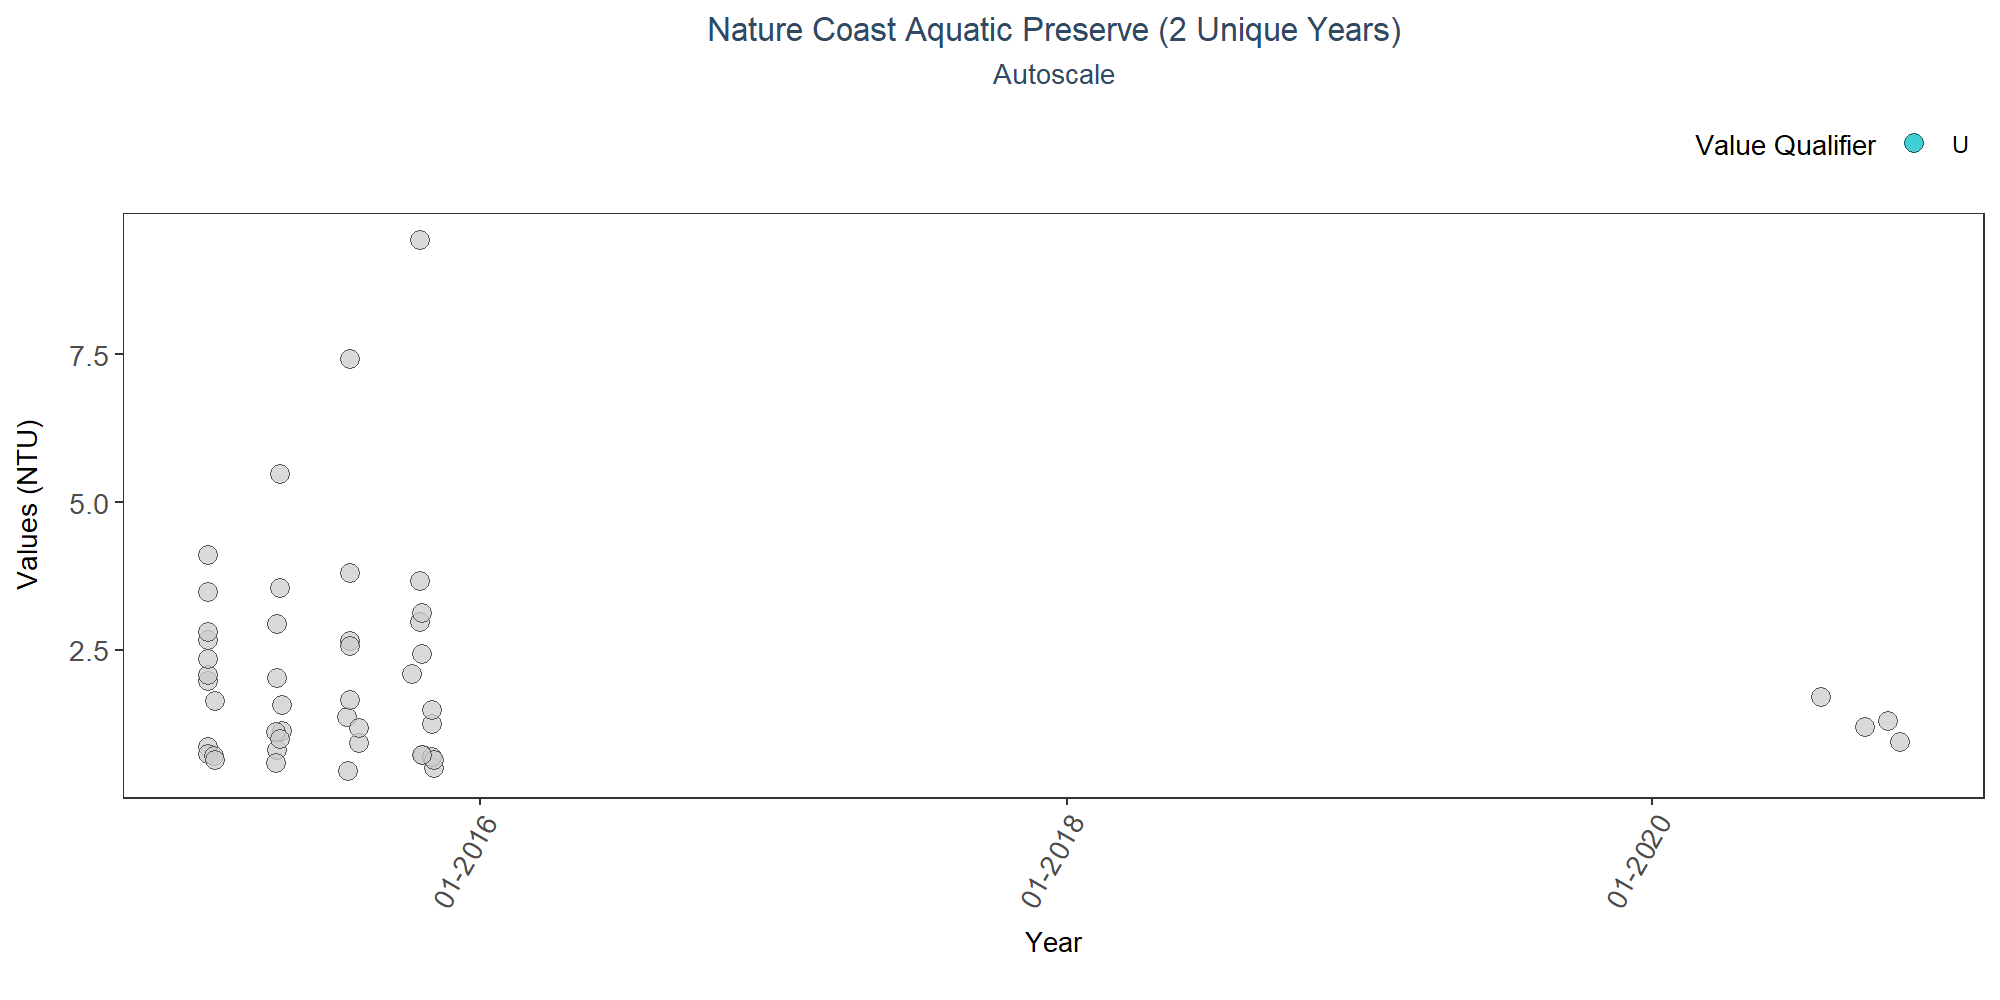 Nature Coast Aquatic Preserve (2 Unique Years)
Autoscale
Value Qualifier U
Values (NTU)
7.5
5.0
2.5
01-2016
01-2018
01-2020
Year